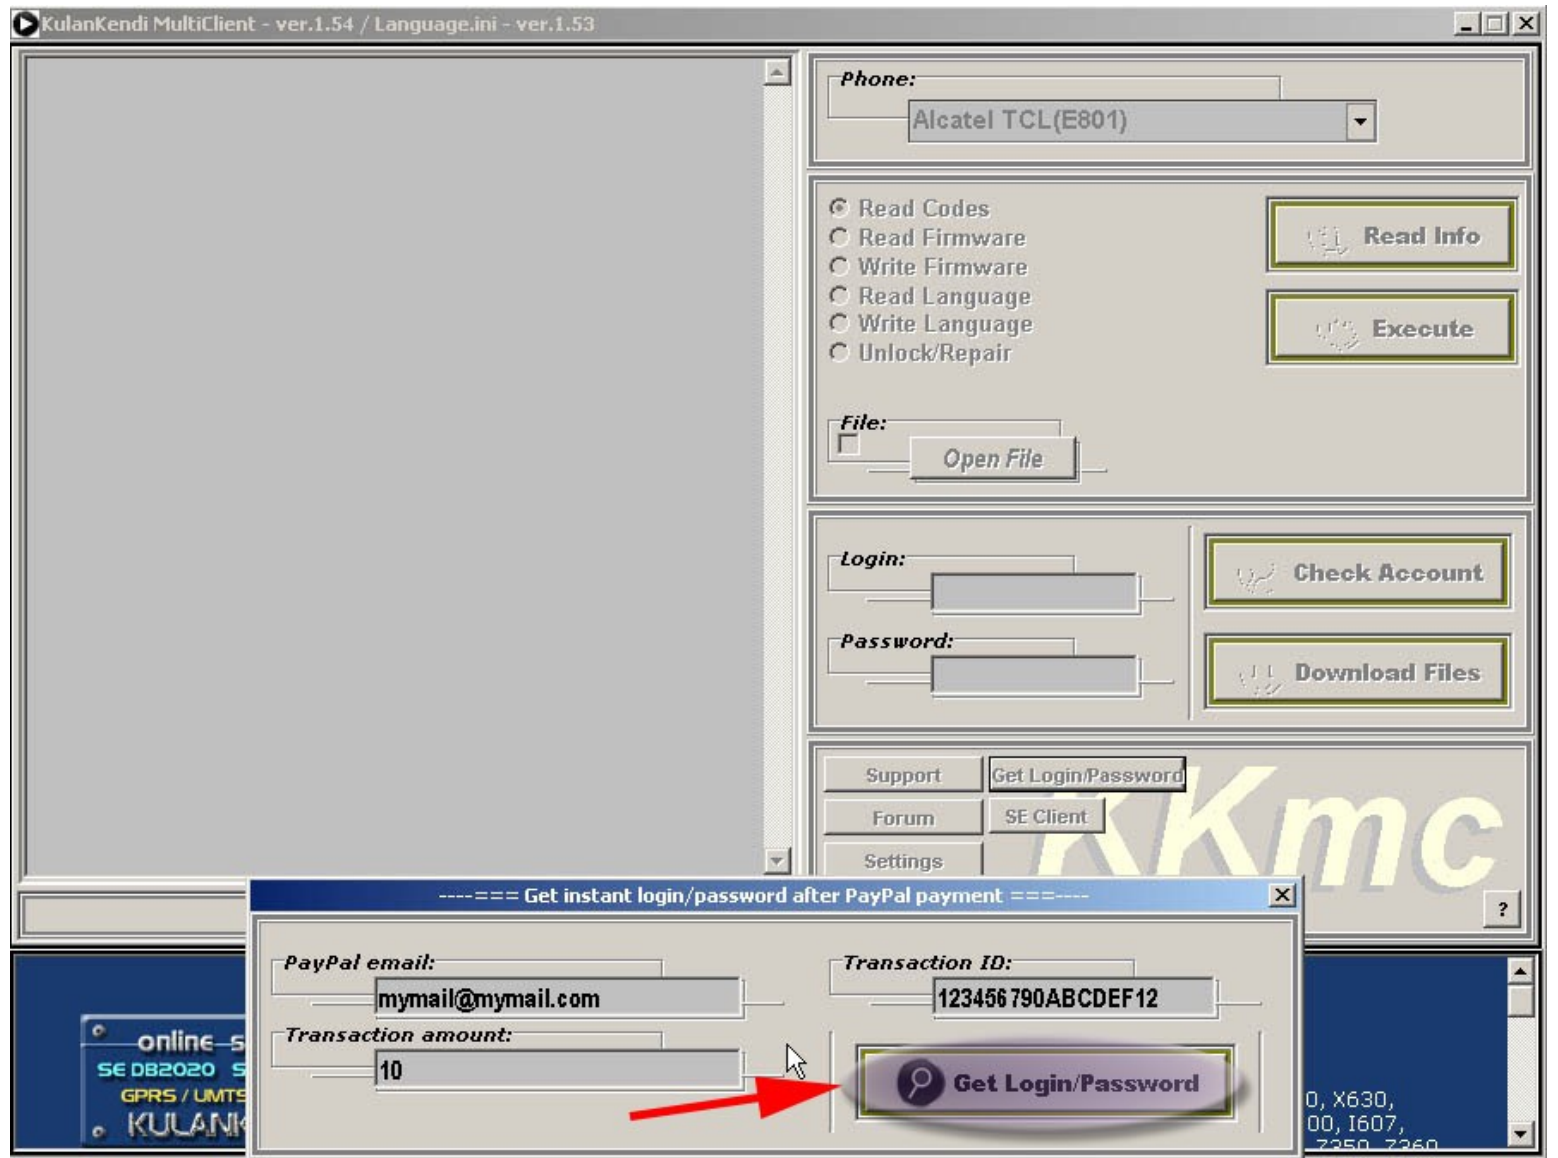 KulanKendi MultiClient - ver.1.54 / Language.ini - ver.1.53
Phone:
Alcatel TCL(E801)
Read Codes
Read Firmware
Write Firmware
Read Language
Write Language
Unlock/Repair
Read Info
Execute
File:
Open File
Login:
Password:
Check Account
Download Files
Support
Get Login/Password
Forum
SE Client
Settings
KKmc
?
----=== Get instant login/password after PayPal payment ===----
PayPal email:
mymail@mymail.com
Transaction ID:
123456790ABCDEF12
Transaction amount:
10
Get Login/Password
online s
SE DB2020 S
GPRS / UMTS
KULANK
0, X630,
00, I607,
Z350, Z360